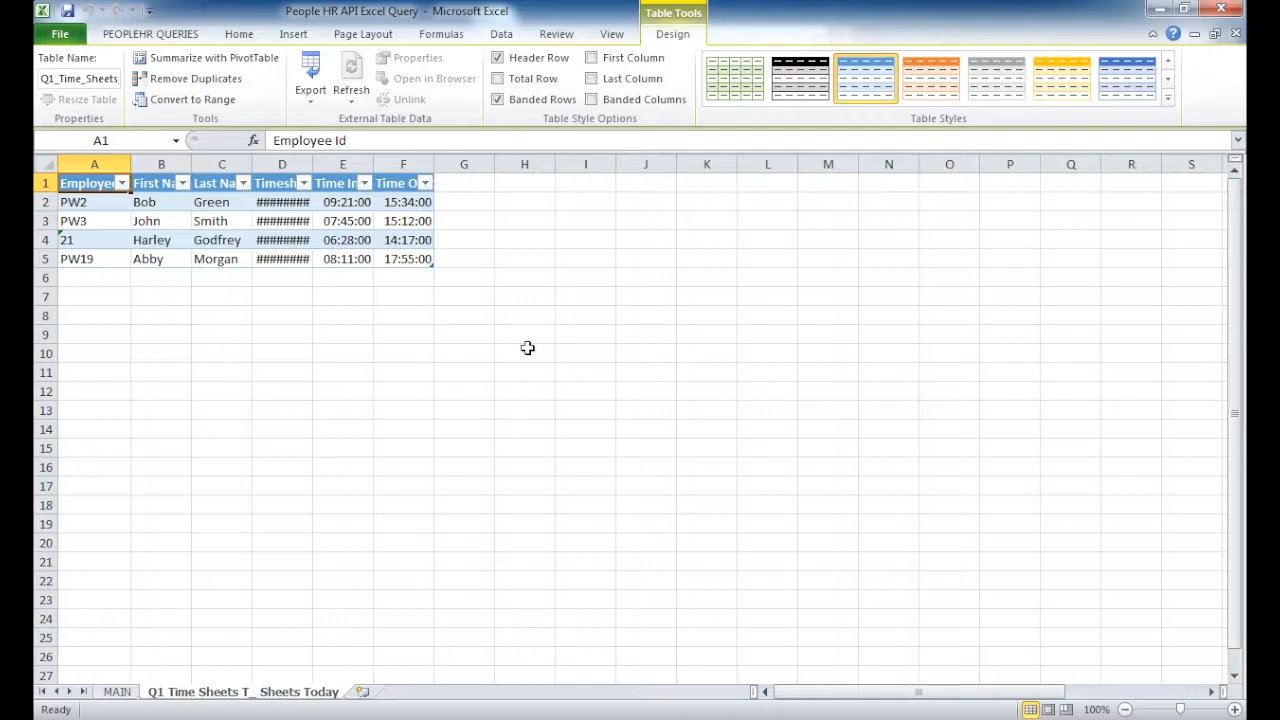 People HR API Excel Query - Microsoft Excel
Table Tools
File PEOPLEHR QUERIES Home Insert Page Layout Formulas Data Review View Design
Table Name: Summarize with PivotTable Properties Header Row First Column
Q1_Time_Sheets Remove Duplicates Export Refresh Open in Browser Total Row Last Column
Resize Table Convert to Range Unlink Banded Rows Banded Columns
Properties Tools External Table Data Table Style Options Table Styles
A1 fx Employee Id
A B C D E F G H I J K L M N O P Q R S
1 Employee First Na Last Na Timesh Time In Time O
2 PW2 Bob Green ######## 09:21:00 15:34:00
3 PW3 John Smith ######## 07:45:00 15:12:00
4 21 Harley Godfrey ######## 06:28:00 14:17:00
5 PW19 Abby Morgan ######## 08:11:00 17:55:00
6
7
8
9
10
11
12
13
14
15
16
17
18
19
20
21
22
23
24
25
26
27
MAIN Q1 Time Sheets T_ Sheets Today
Ready 100%